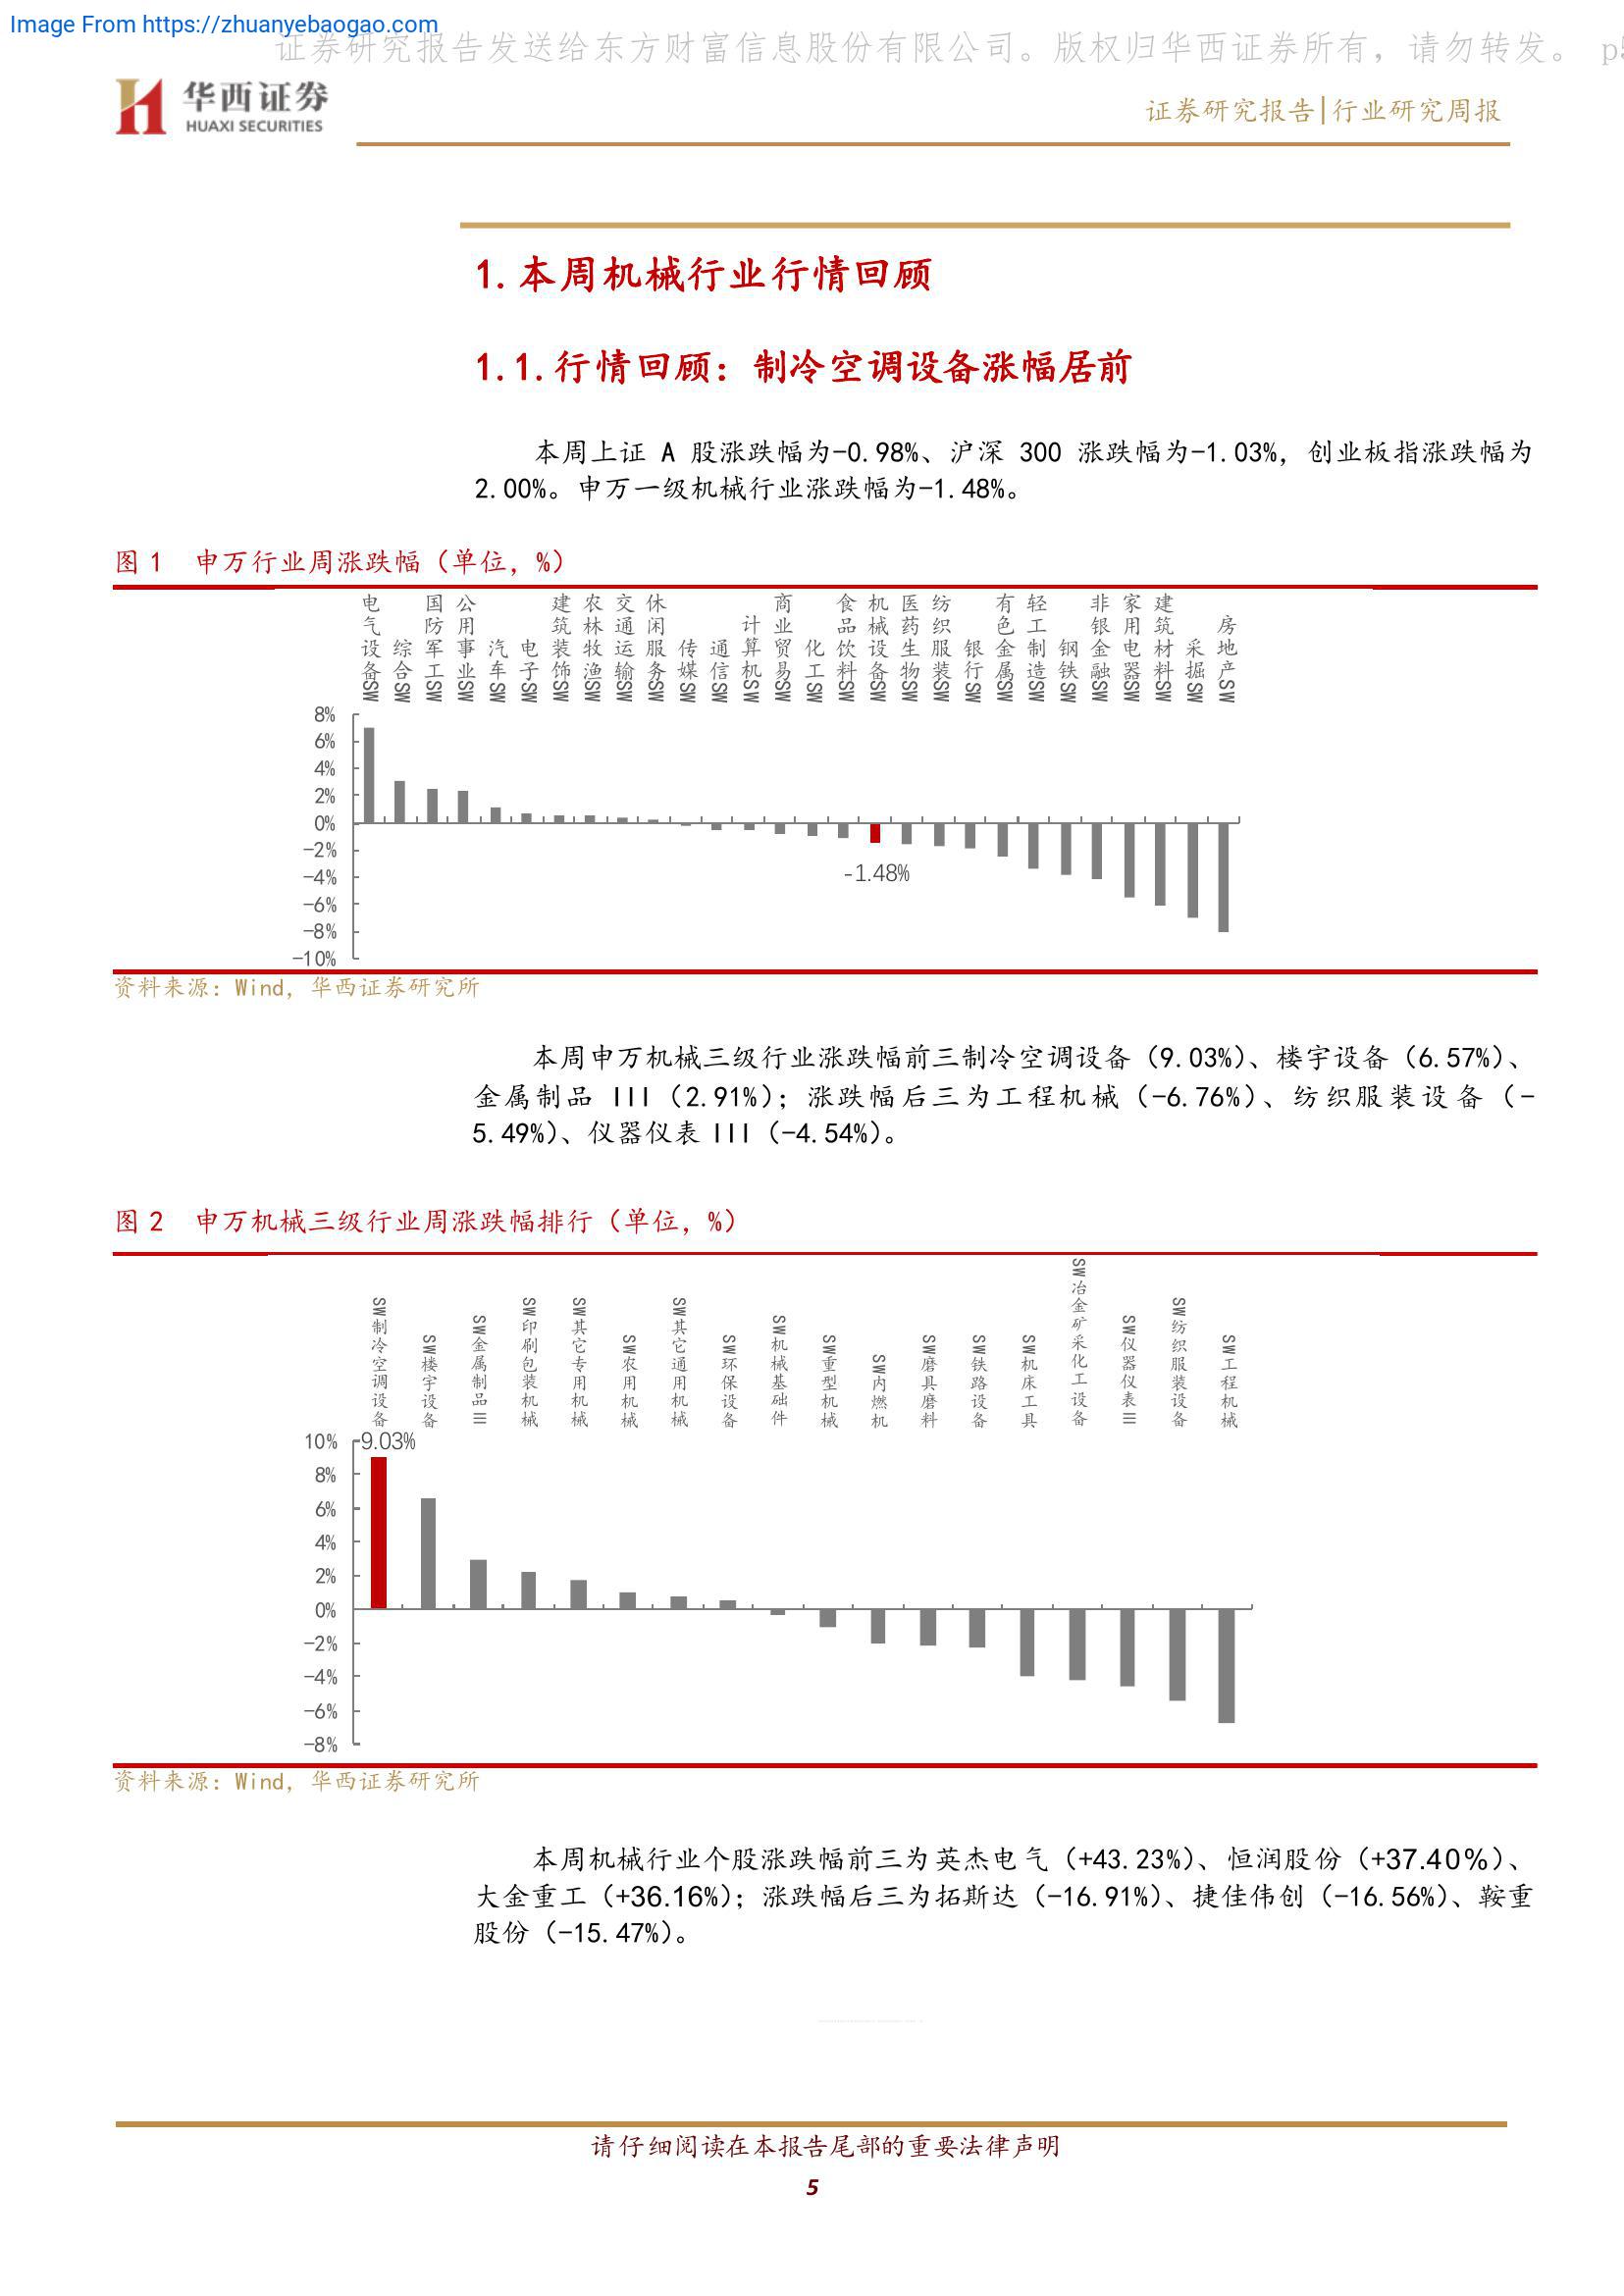 Image From https://zhuanyebaogao.com
证券研究报告发送给东方财富信息股份有限公司。版权归华西证券所有，请勿转发。 p5
华西证券
HUAXI SECURITIES
证券研究报告|行业研究周报
1.本周机械行业行情回顾
1.1.行情回顾：制冷空调设备涨幅居前
本周上证 A 股涨跌幅为-0.98%、沪深 300 涨跌幅为-1.03%，创业板指涨跌幅为
2.00%。申万一级机械行业涨跌幅为-1.48%。
图 1 申万行业周涨跌幅（单位，%）
电气设备SW
综合SW
国防军工SW
公用事业SW
汽车SW
电子SW
建筑装饰SW
农林牧渔SW
交通运输SW
休闲服务SW
传媒SW
通信SW
计算机SW
商业贸易SW
化工SW
食品饮料SW
机械设备SW
医药生物SW
纺织服装SW
银行SW
有色金属SW
轻工制造SW
钢铁SW
非银金融SW
家用电器SW
建筑材料SW
采掘SW
房地产SW
8%
6%
4%
2%
0%
-2%
-4%
-6%
-8%
-10%
-1.48%
资料来源：Wind，华西证券研究所
本周申万机械三级行业涨跌幅前三制冷空调设备（9.03%）、楼宇设备（6.57%）、
金属制品 III（2.91%）；涨跌幅后三为工程机械（-6.76%）、纺织服装设备（-
5.49%）、仪器仪表 III（-4.54%）。
图 2 申万机械三级行业周涨跌幅排行（单位，%）
SW制冷空调设备
SW楼宇设备
SW金属制品III
SW印刷包装机械
SW其它专用机械
SW农用机械
SW其它通用机械
SW环保设备
SW机械基础件
SW重型机械
SW内燃机
SW磨具磨料
SW铁路设备
SW机床工具
SW冶金矿采化工设备
SW仪器仪表III
SW纺织服装设备
SW工程机械
9.03%
10%
8%
6%
4%
2%
0%
-2%
-4%
-6%
-8%
资料来源：Wind，华西证券研究所
本周机械行业个股涨跌幅前三为英杰电气（+43.23%）、恒润股份（+37.40%）、
大金重工（+36.16%）；涨跌幅后三为拓斯达（-16.91%）、捷佳伟创（-16.56%）、鞍重
股份（-15.47%）。
请仔细阅读在本报告尾部的重要法律声明
5